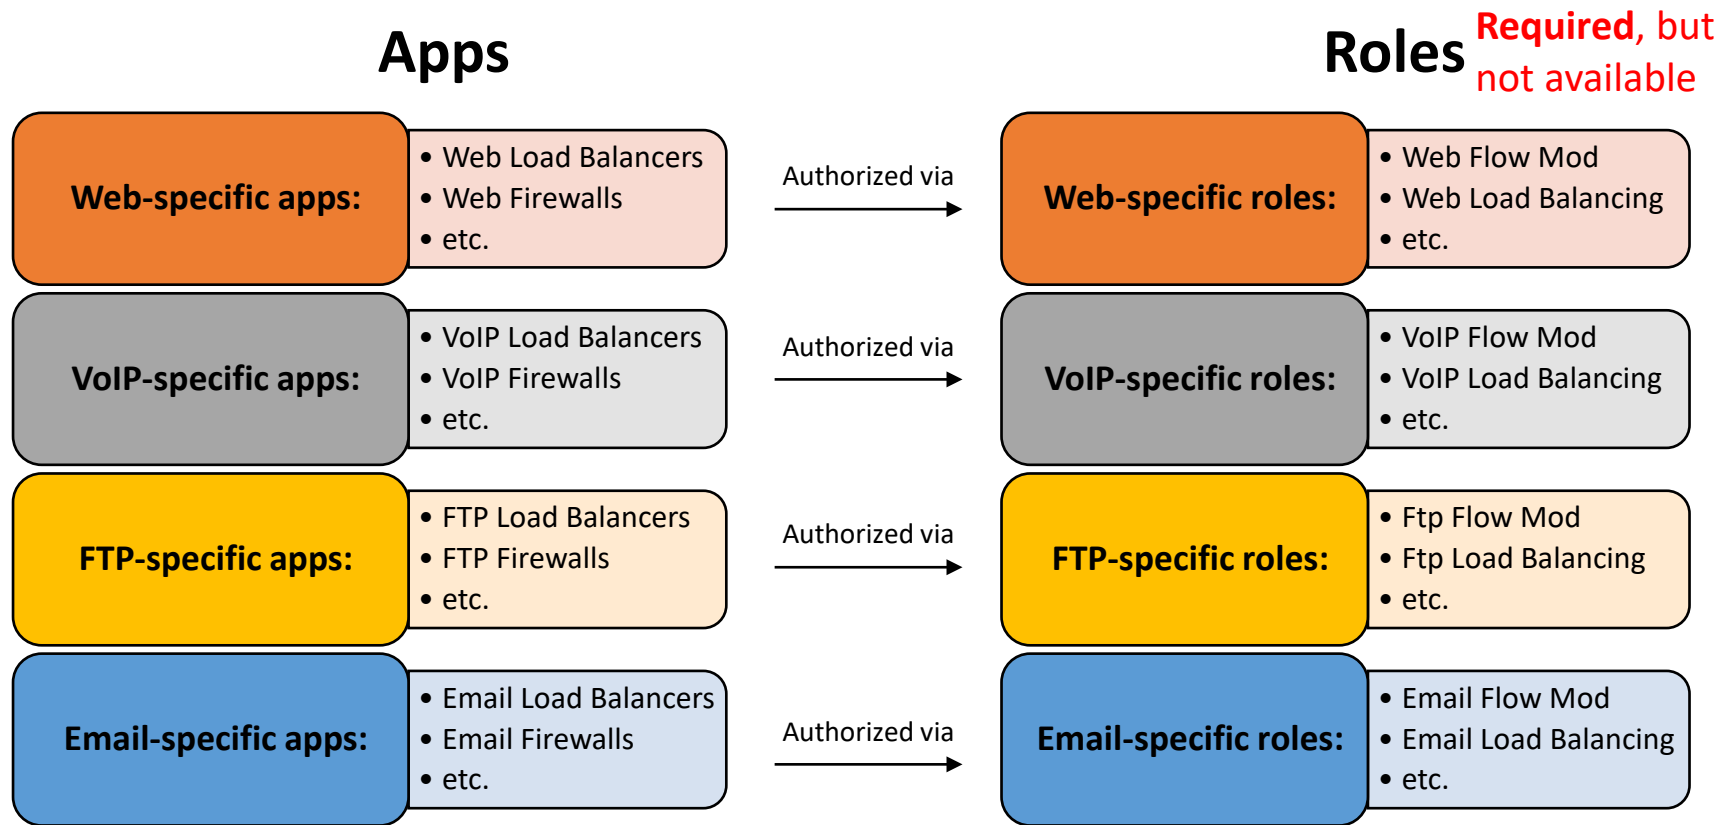 Apps
Roles
Required, but
not available
Web-specific apps:
• Web Load Balancers
• Web Firewalls
• etc.
Authorized via
Web-specific roles:
• Web Flow Mod
• Web Load Balancing
• etc.
VoIP-specific apps:
• VoIP Load Balancers
• VoIP Firewalls
• etc.
Authorized via
VoIP-specific roles:
• VoIP Flow Mod
• VoIP Load Balancing
• etc.
FTP-specific apps:
• FTP Load Balancers
• FTP Firewalls
• etc.
Authorized via
FTP-specific roles:
• Ftp Flow Mod
• Ftp Load Balancing
• etc.
Email-specific apps:
• Email Load Balancers
• Email Firewalls
• etc.
Authorized via
Email-specific roles:
• Email Flow Mod
• Email Load Balancing
• etc.